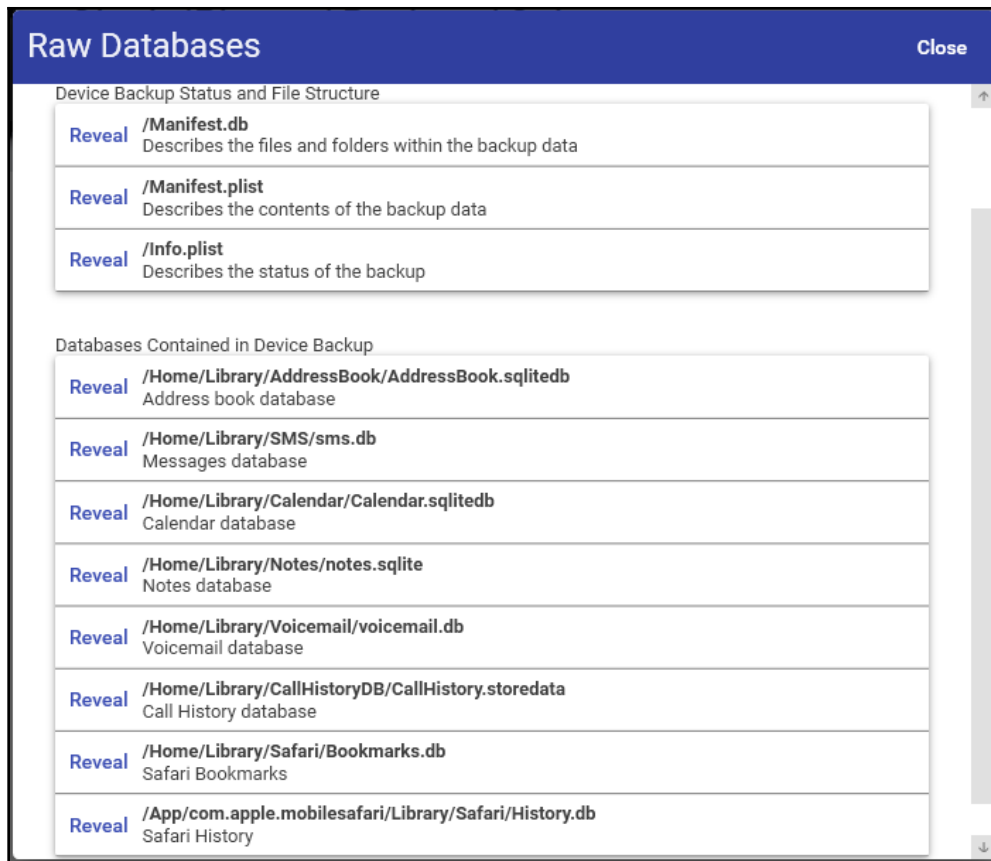 Raw Databases
Close
Device Backup Status and File Structure
Reveal
/Manifest.db
Describes the files and folders within the backup data
Reveal
/Manifest.plist
Describes the contents of the backup data
Reveal
/Info.plist
Describes the status of the backup
Databases Contained in Device Backup
Reveal
/Home/Library/AddressBook/AddressBook.sqlitedb
Address book database
Reveal
/Home/Library/SMS/sms.db
Messages database
Reveal
/Home/Library/Calendar/Calendar.sqlitedb
Calendar database
Reveal
/Home/Library/Notes/notes.sqlite
Notes database
Reveal
/Home/Library/Voicemail/voicemail.db
Voicemail database
Reveal
/Home/Library/CallHistoryDB/CallHistory.storedata
Call History database
Reveal
/Home/Library/Safari/Bookmarks.db
Safari Bookmarks
Reveal
/App/com.apple.mobilesafari/Library/Safari/History.db
Safari History